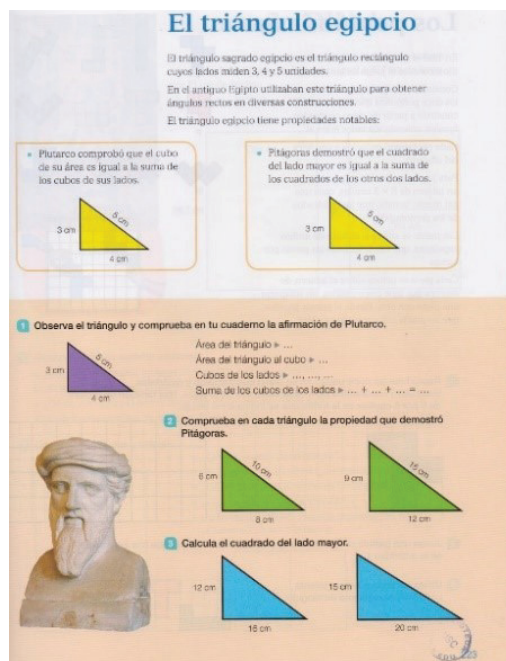 El triángulo egipcio
El triángulo sagrado egipcio es el triángulo rectángulo
cuyos lados miden 3, 4 y 5 unidades.
En el antiguo Egipto utilizaban este triángulo para obtener
ángulos rectos en diversas construcciones.
El triángulo egipcio tiene propiedades notables:
• Plutarco comprobó que el cubo
de su área es igual a la suma de
los cubos de sus lados.
3 cm
5 cm
4 cm
• Pitágoras demostró que el cuadrado
del lado mayor es igual a la suma de
los cuadrados de los otros dos lados.
3 cm
5 cm
4 cm
1 Observa el triángulo y comprueba en tu cuaderno la afirmación de Plutarco.
3 cm
5 cm
4 cm
Área del triángulo ▸ ...
Área del triángulo al cubo ▸ ...
Cubos de los lados ▸ ..., ..., ...
Suma de los cubos de los lados ▸ ... + ... + ... = ...
2 Comprueba en cada triángulo la propiedad que demostró
Pitágoras.
6 cm
10 cm
8 cm
9 cm
15 cm
12 cm
3 Calcula el cuadrado del lado mayor.
12 cm
16 cm
15 cm
20 cm
223